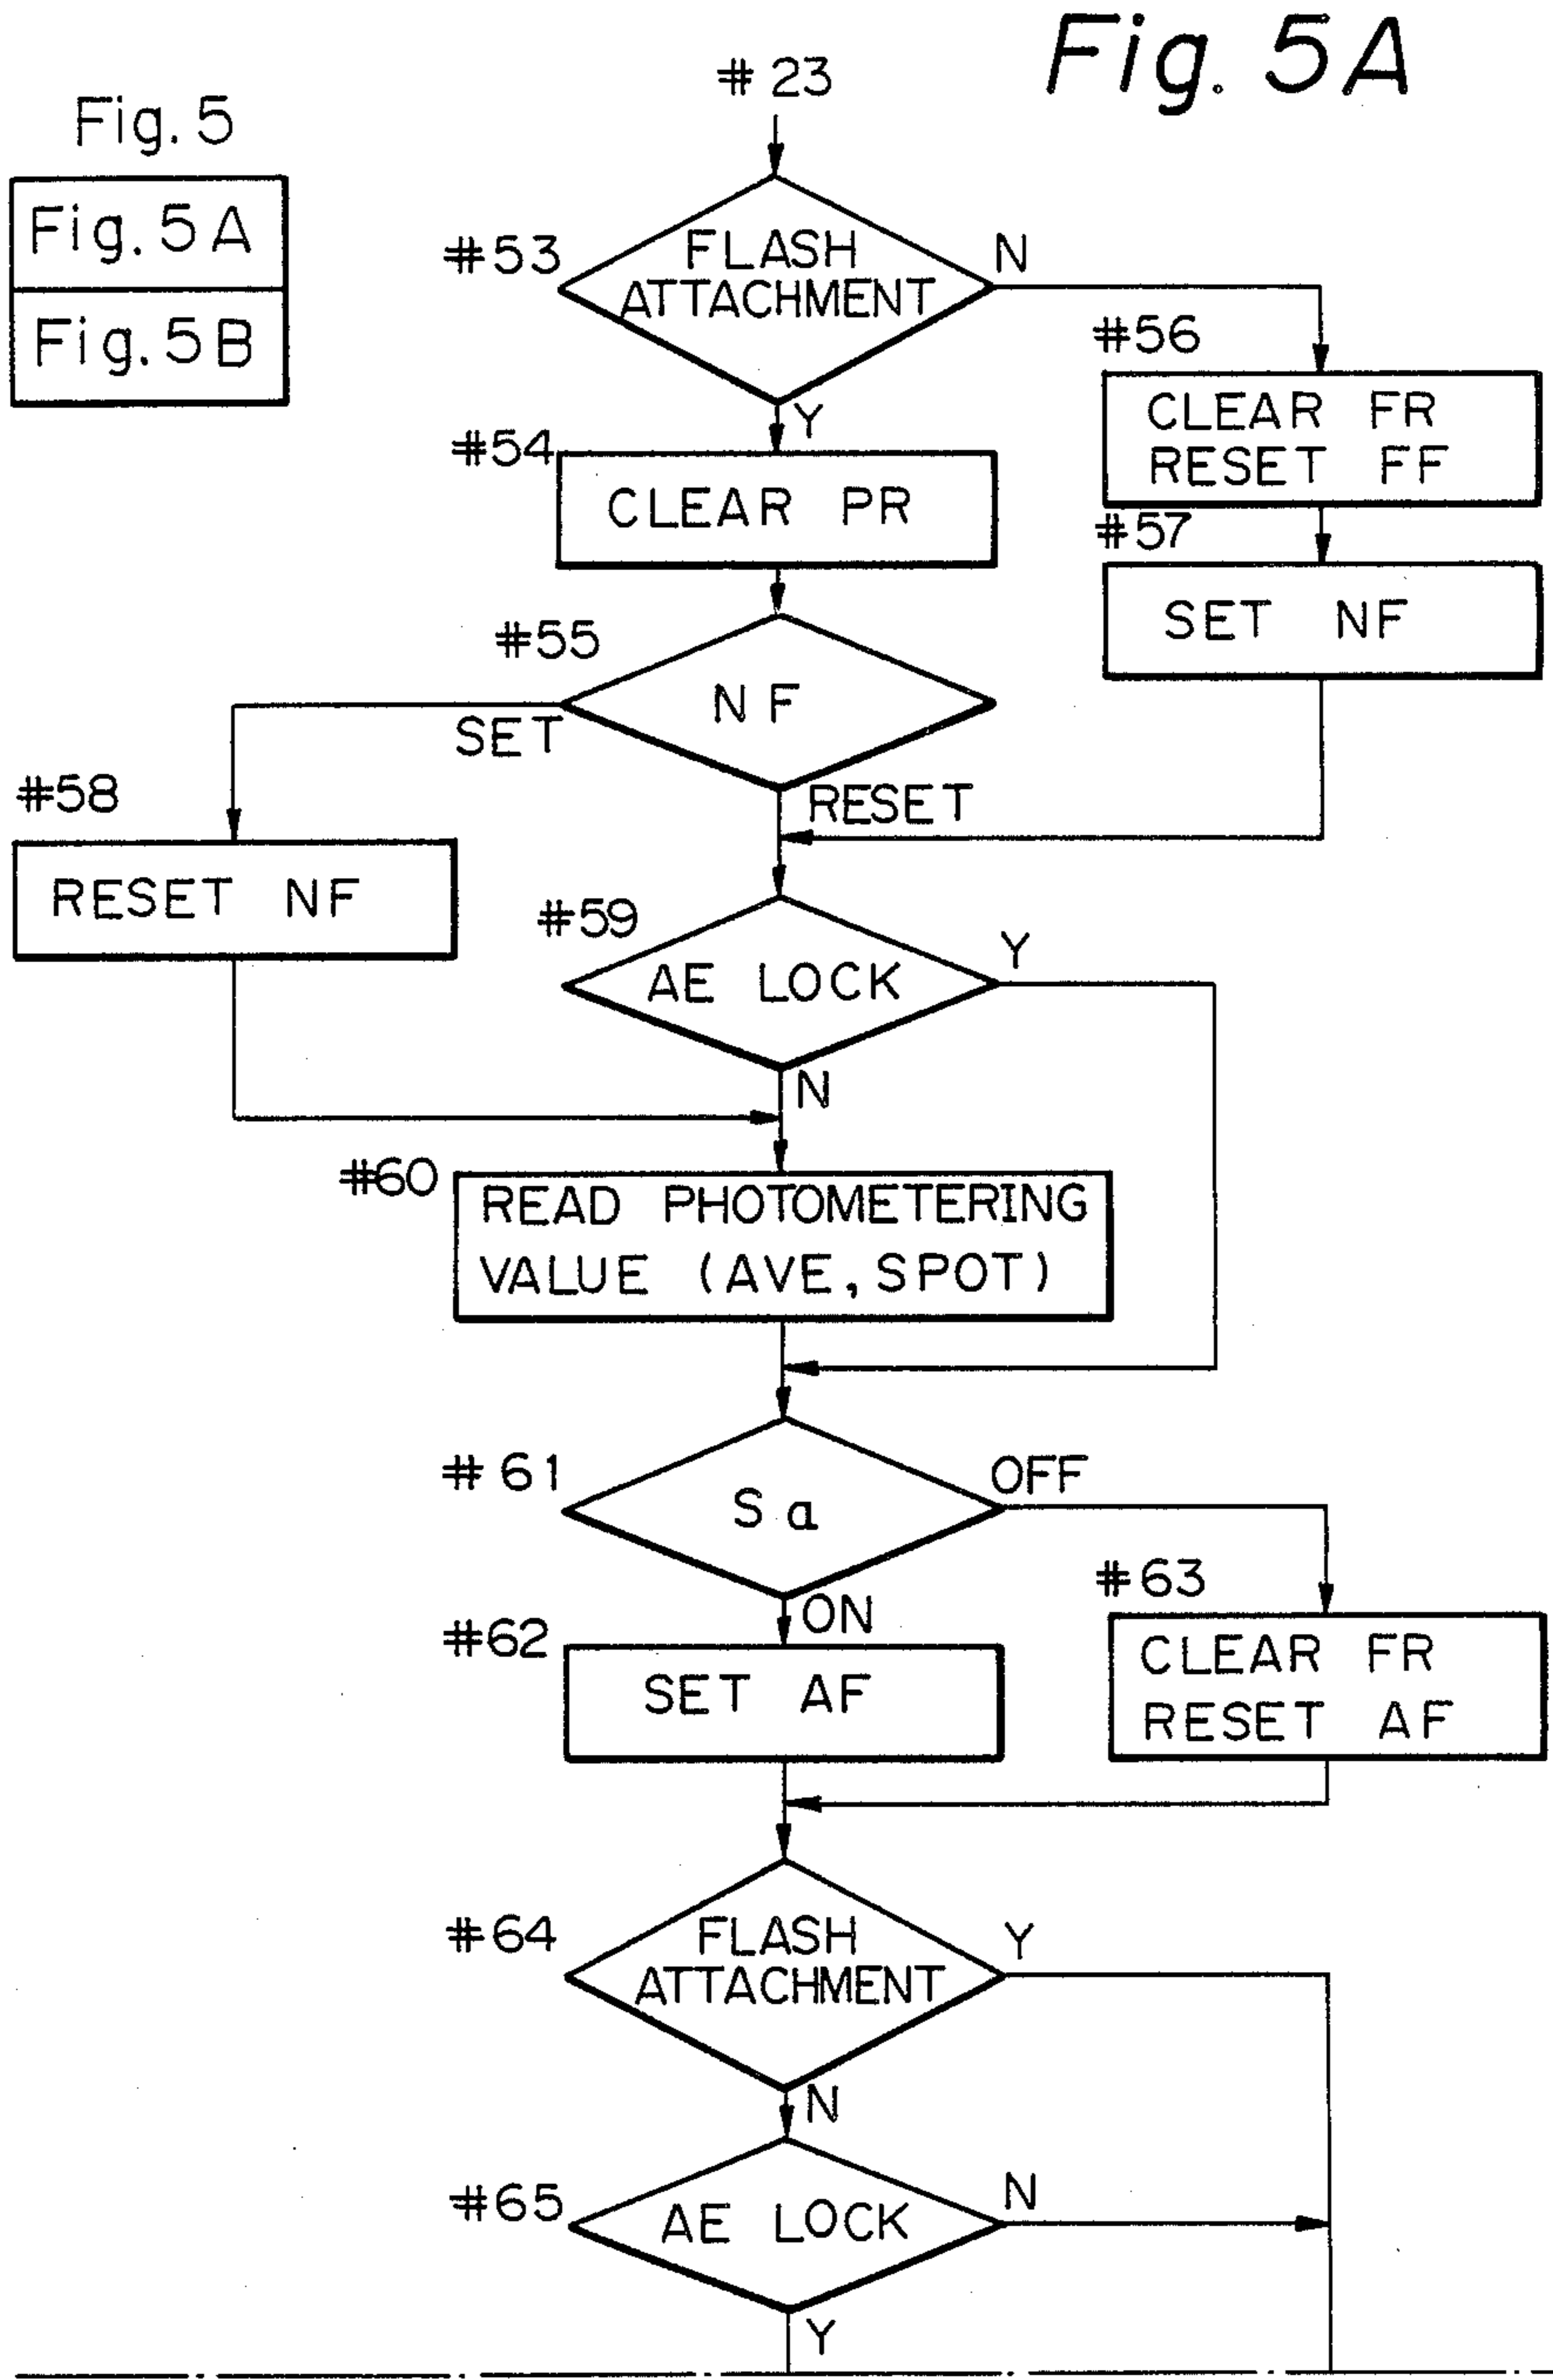 Fig. 5A
# 23
Fig. 5
Fig. 5A
Fig. 5B
#53
FLASH
ATTACHMENT
N
Y
#56
CLEAR FR
RESET FF
#54
CLEAR PR
#57
SET NF
#55
NF
SET
RESET
#58
RESET NF
#59
AE LOCK
Y
N
#60
READ PHOTOMETERING
VALUE (AVE, SPOT)
# 61
Sa
OFF
ON
#62
SET AF
#63
CLEAR FR
RESET AF
#64
FLASH
ATTACHMENT
Y
N
#65
AE LOCK
N
Y